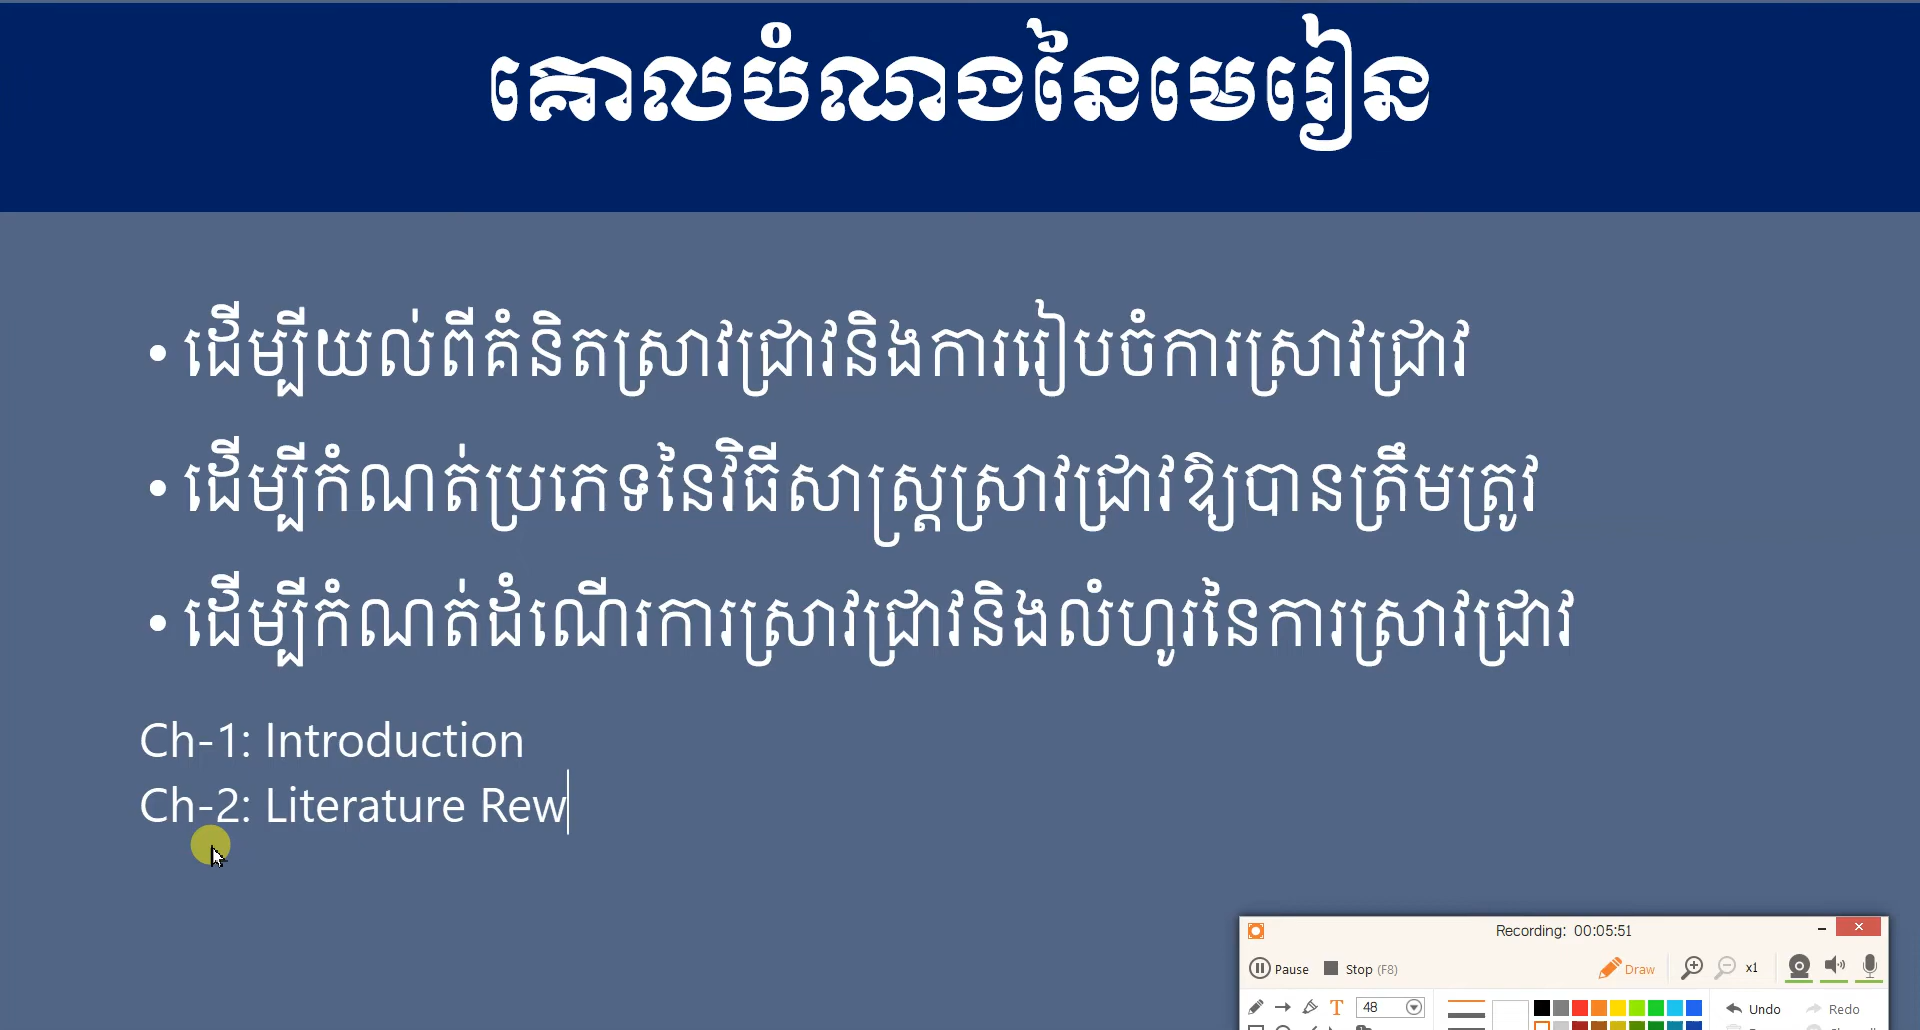 គោលបំណងនៃមេរៀន
• ដើម្បីយល់ពីគំនិតស្រាវជ្រាវនិងការរៀបចំការស្រាវជ្រាវ
• ដើម្បីកំណត់ប្រភេទនៃវិធីសាស្ត្រស្រាវជ្រាវឱ្យបានត្រឹមត្រូវ
• ដើម្បីកំណត់ដំណើរការស្រាវជ្រាវនិងលំហូរនៃការស្រាវជ្រាវ
Ch-1: Introduction
Ch-2: Literature Rew
Recording: 00:05:51
Pause Stop (F8) Draw x1
T 48 Undo Redo